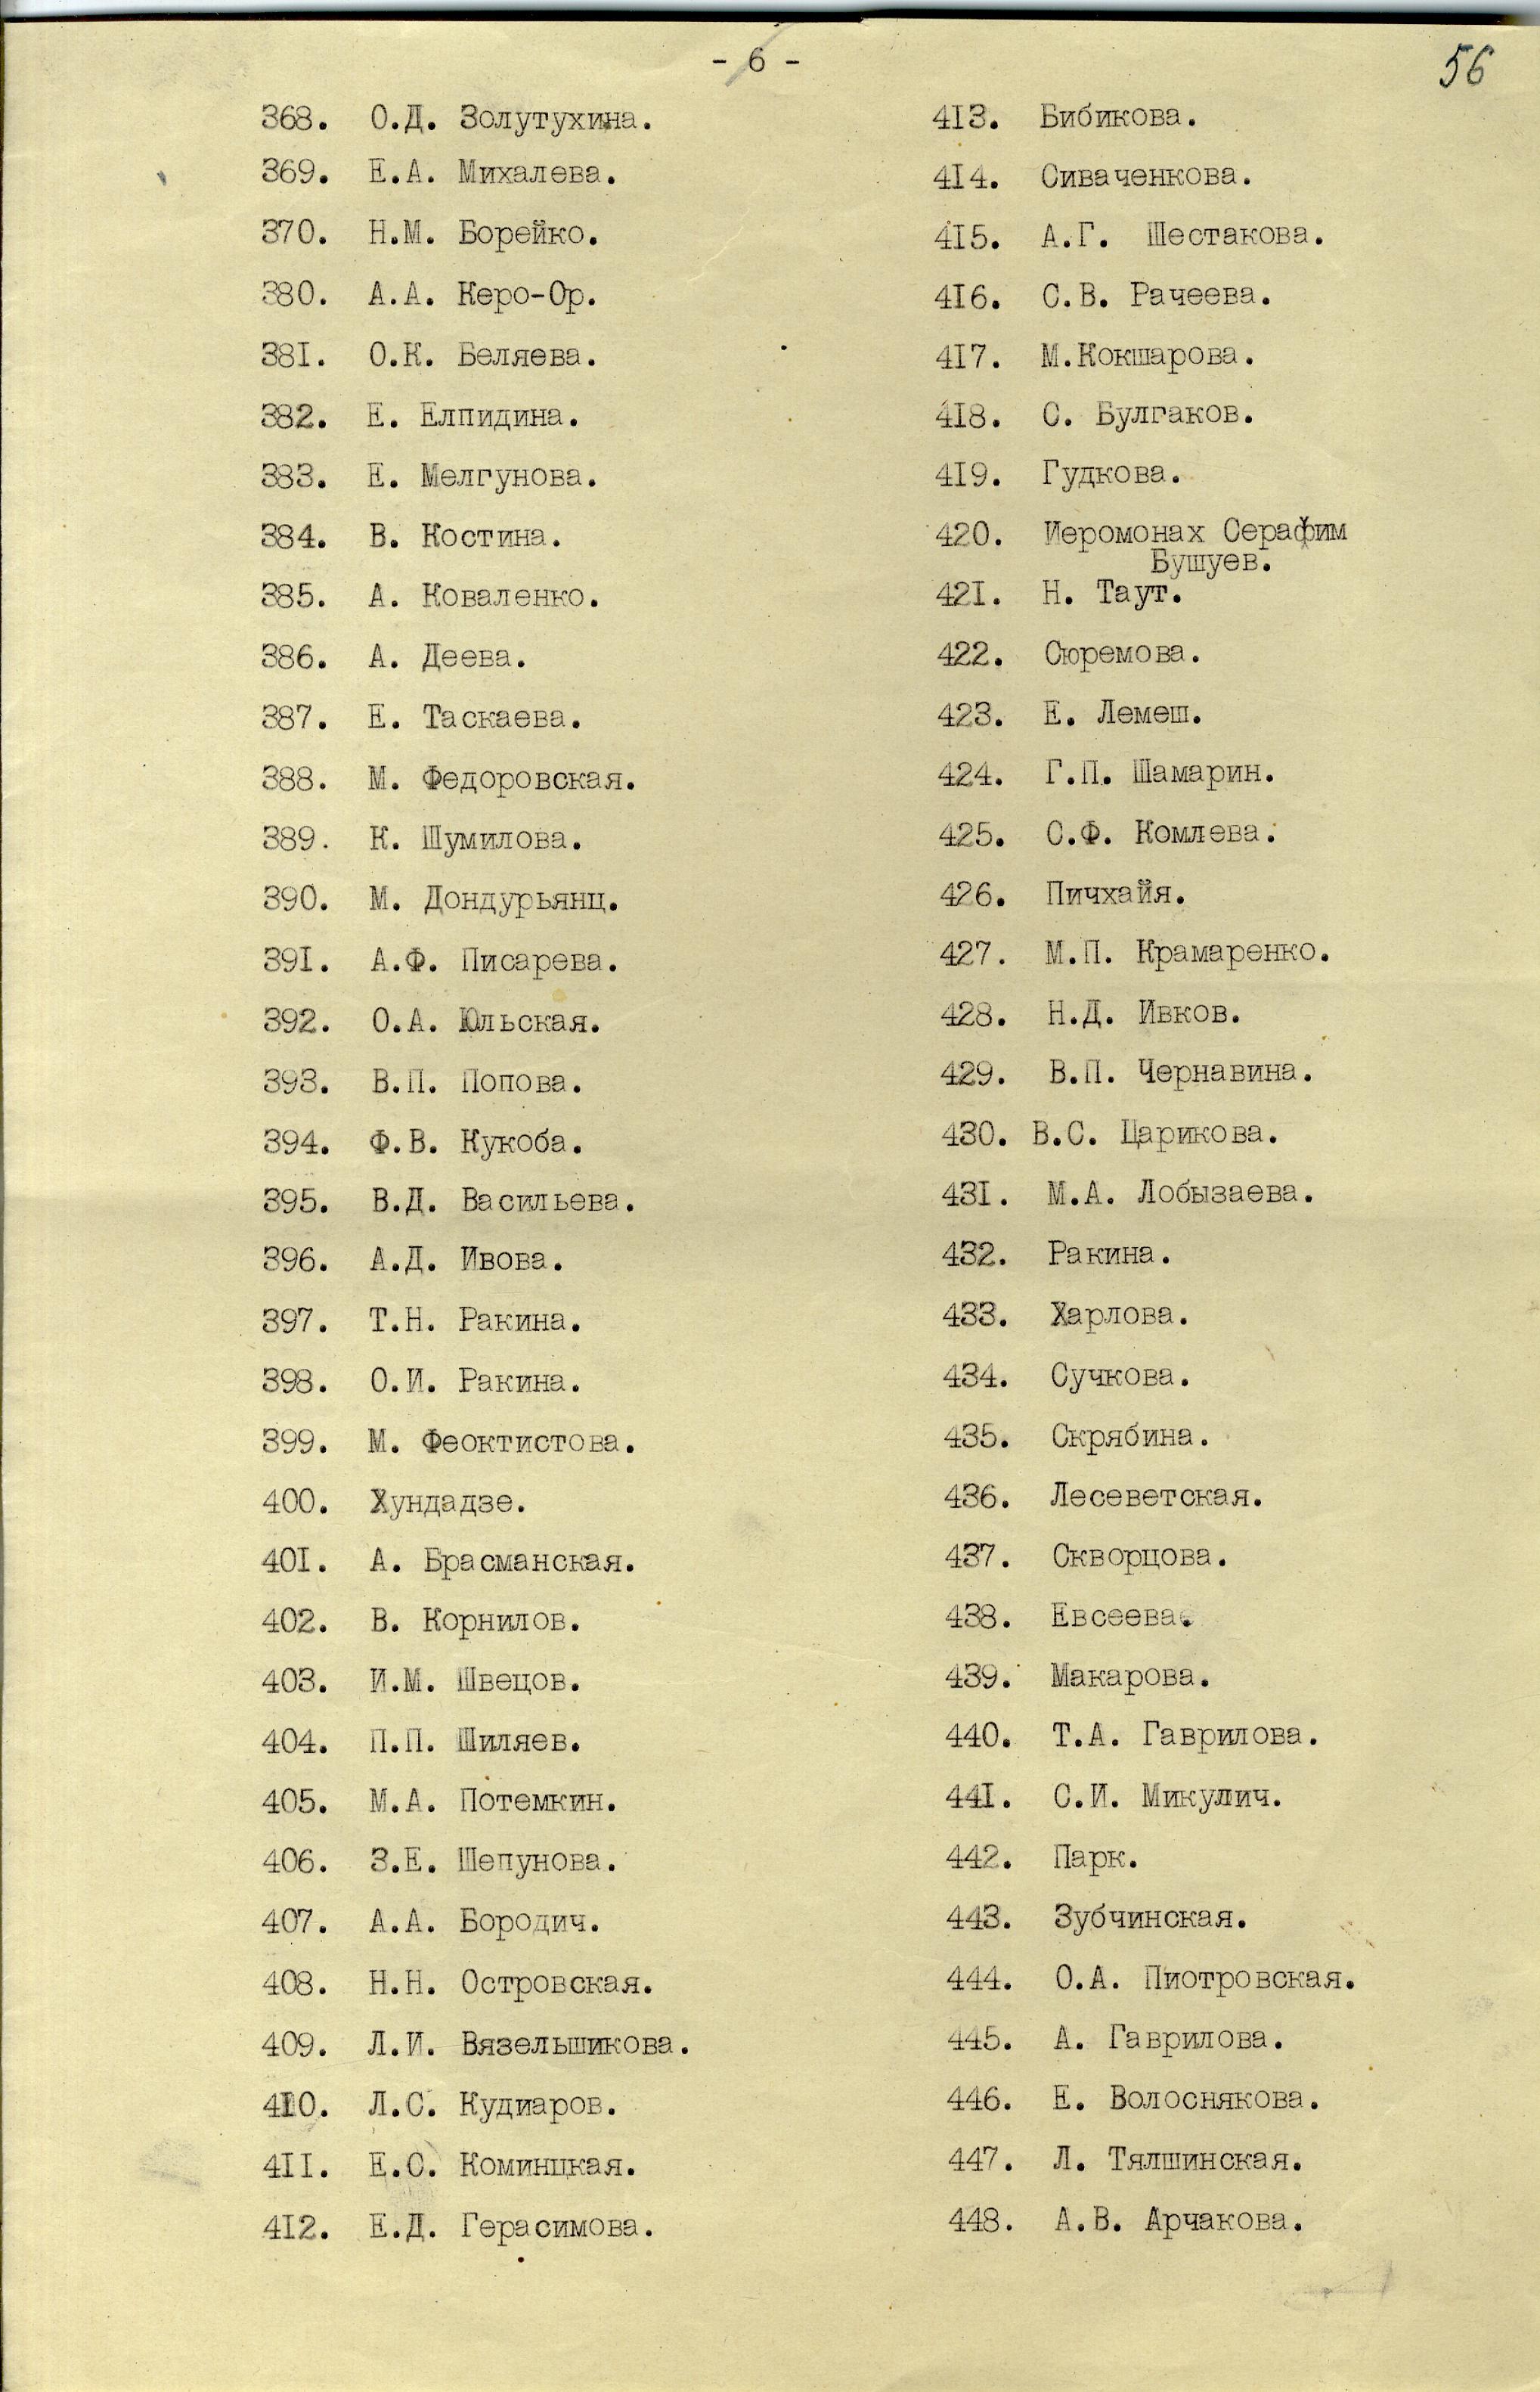 - 6 -
56
368. О.Д. Золутухина.
369. Е.А. Михалева.
370. Н.М. Борейко.
380. А.А. Керо-Ор.
381. О.К. Беляева.
382. Е. Елпидина.
383. Е. Мелгунова.
384. В. Костина.
385. А. Коваленко.
386. А. Деева.
387. Е. Таскаева.
388. М. Федоровская.
389. К. Шумилова.
390. М. Дондурьянц.
391. А.Ф. Писарева.
392. О.А. Юльская.
393. В.П. Попова.
394. Ф.В. Кукоба.
395. В.Д. Васильева.
396. А.Д. Ивова.
397. Т.Н. Ракина.
398. О.И. Ракина.
399. М. Феоктистова.
400. Хундадзе.
401. А. Брасманская.
402. В. Корнилов.
403. И.М. Швецов.
404. П.П. Шиляев.
405. М.А. Потемкин.
406. З.Е. Шепунова.
407. А.А. Бородич.
408. Н.Н. Островская.
409. Л.И. Вязельшикова.
410. Л.С. Кудиаров.
411. Е.С. Коминцкая.
412. Е.Д. Герасимова.
413. Бибикова.
414. Сиваченкова.
415. А.Г. Шестакова.
416. С.В. Рачеева.
417. М.Кокшарова.
418. С. Булгаков.
419. Гудкова.
420. Иеромонах Серафим
Бушуев.
421. Н. Таут.
422. Сюремова.
423. Е. Лемеш.
424. Г.П. Шамарин.
425. С.Ф. Комлева.
426. Пичхайя.
427. М.П. Крамаренко.
428. Н.Д. Ивков.
429. В.П. Чернавина.
430. В.С. Царикова.
431. М.А. Лобызаева.
432. Ракина.
433. Харлова.
434. Сучкова.
435. Скрябина.
436. Лесеветская.
437. Скворцова.
438. Евсеева.
439. Макарова.
440. Т.А. Гаврилова.
441. С.И. Микулич.
442. Парк.
443. Зубчинская.
444. О.А. Пиотровская.
445. А. Гаврилова.
446. Е. Волоснякова.
447. Л. Тялшинская.
448. А.В. Арчакова.